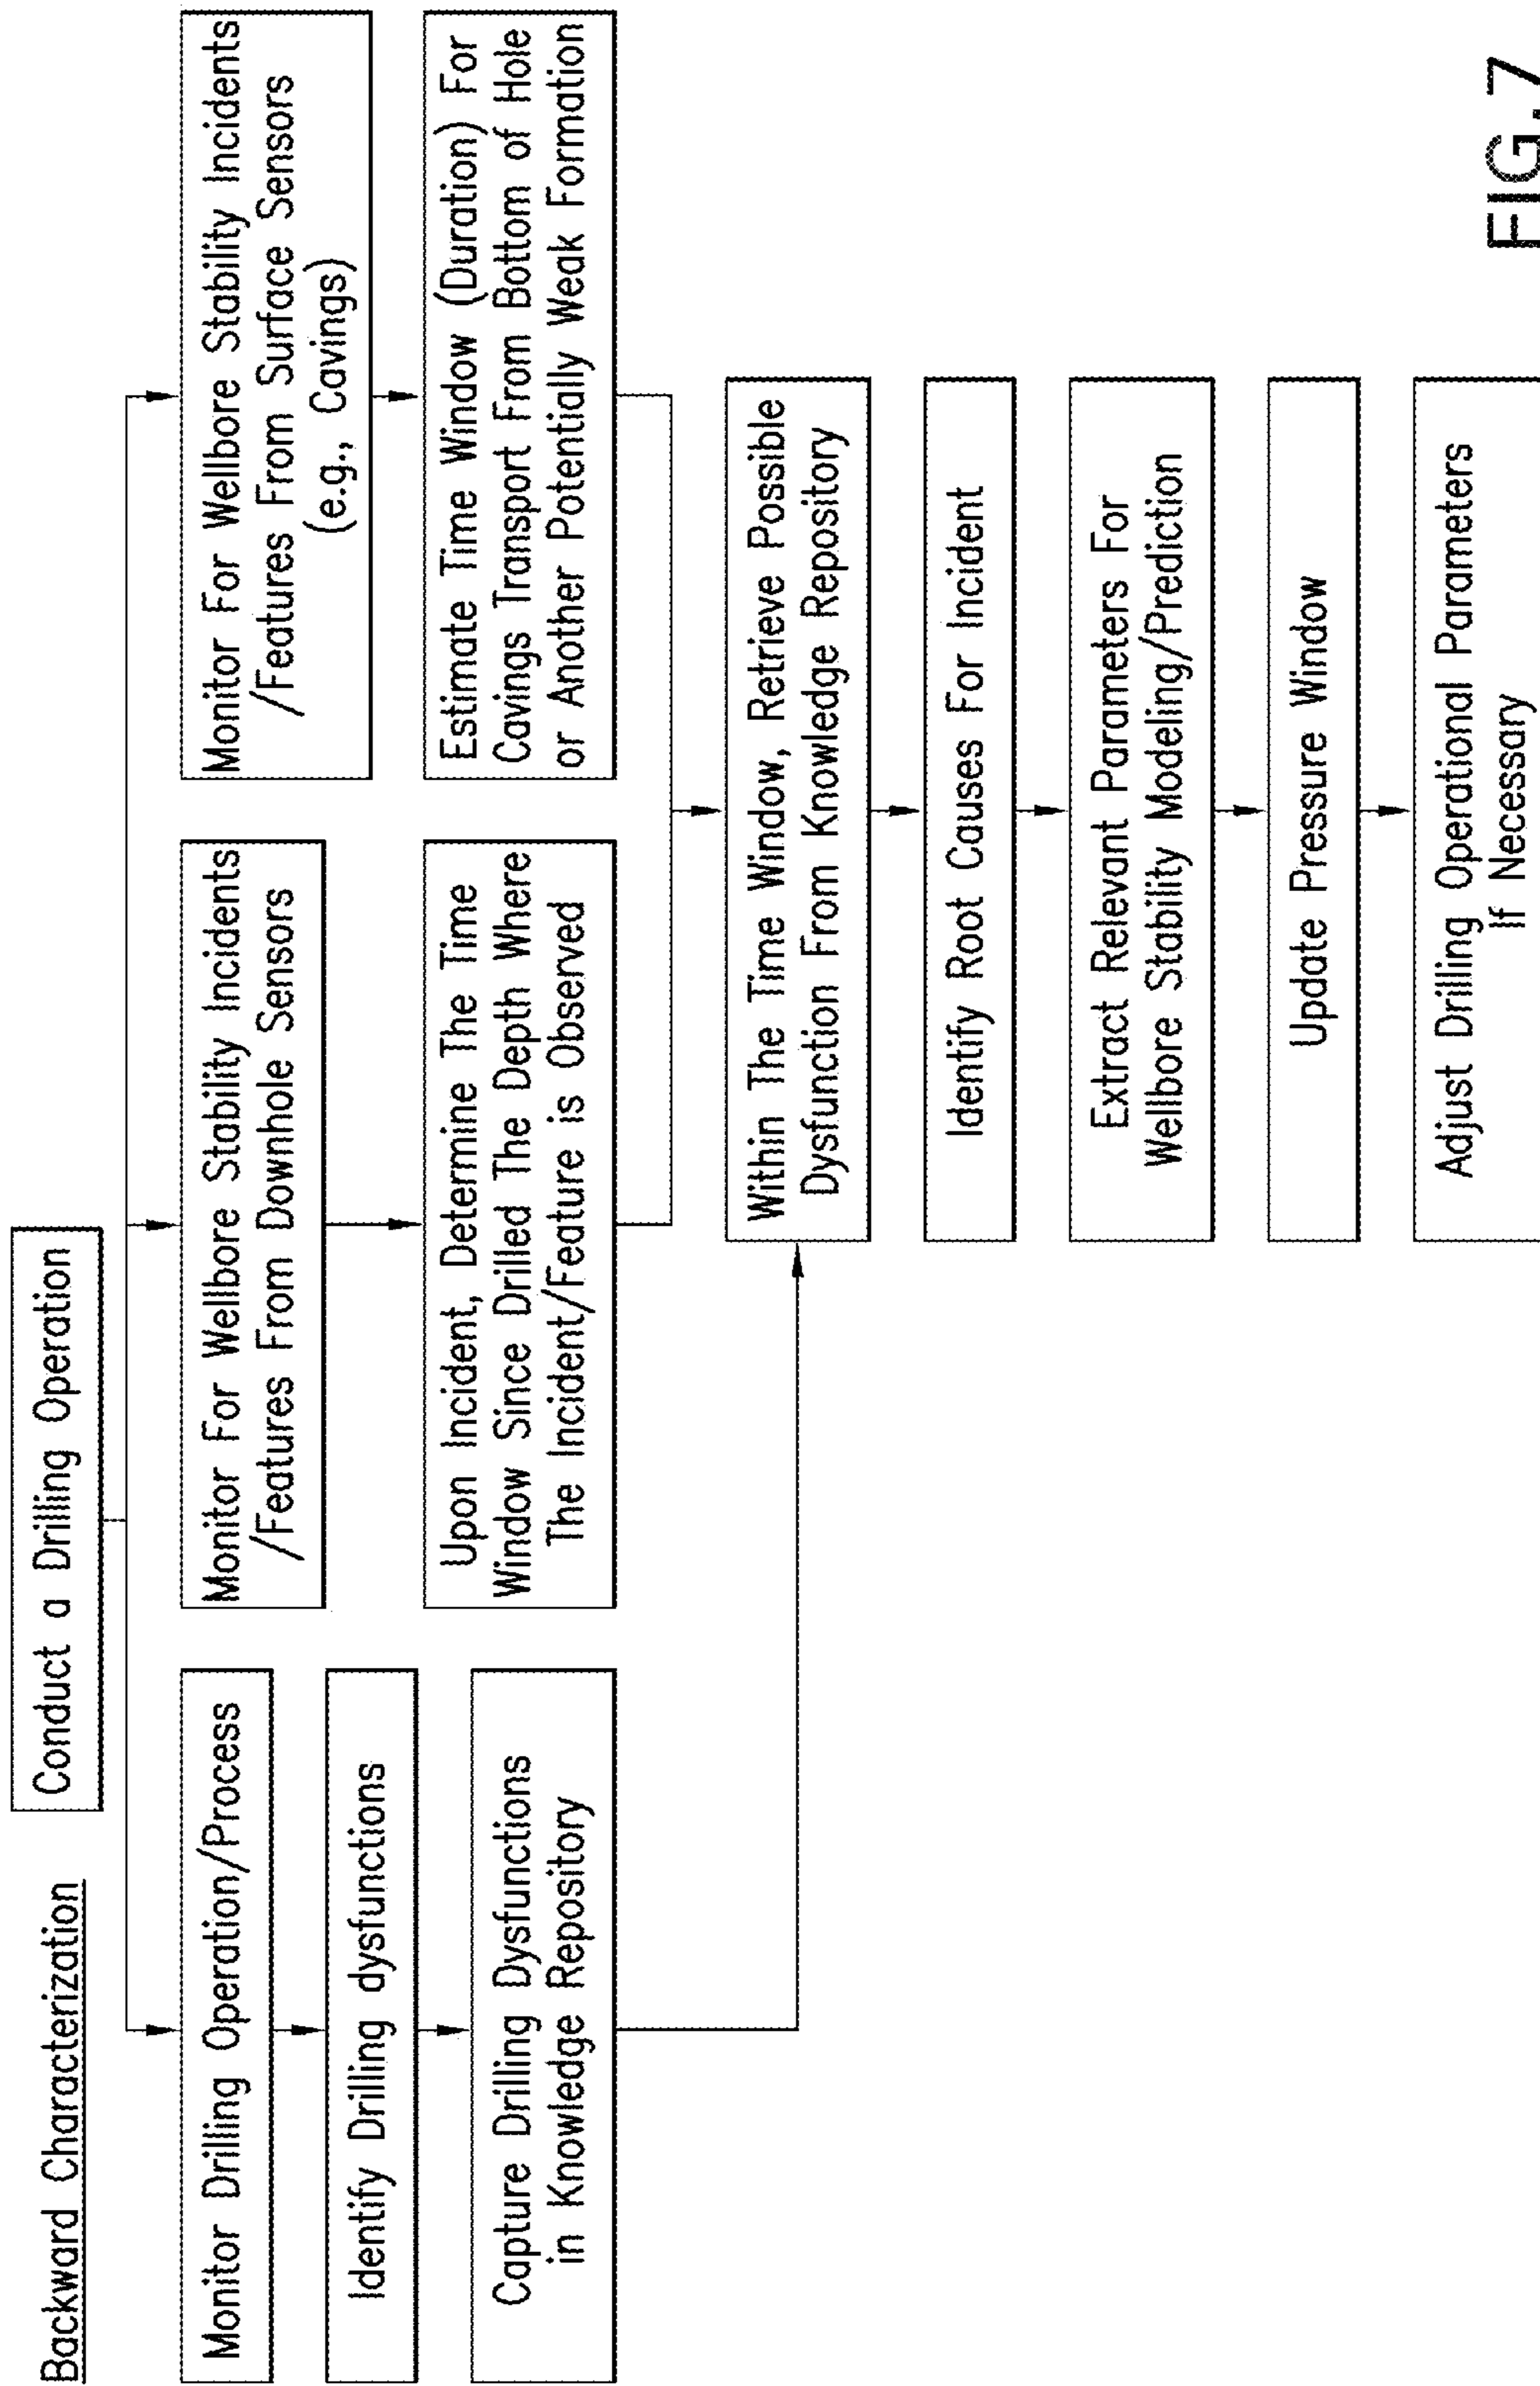 Backward Characterization
Conduct a Drilling Operation
Monitor Drilling Operation/Process
Identify Drilling dysfunctions
Capture Drilling Dysfunctions
in Knowledge Repository
Monitor For Wellbore Stability Incidents
/Features From Downhole Sensors
Upon Incident, Determine The Time
Window Since Drilled The Depth Where
The Incident/Feature is Observed
Monitor For Wellbore Stability Incidents
/Features From Surface Sensors
(e.g., Cavings)
Estimate Time Window (Duration) For
Cavings Transport From Bottom of Hole
or Another Potentially Weak Formation
Within The Time Window, Retrieve Possible
Dysfunction From Knowledge Repository
Identify Root Causes For Incident
Extract Relevant Parameters For
Wellbore Stability Modeling/Prediction
Update Pressure Window
Adjust Drilling Operational Parameters
If Necessary
FIG.7